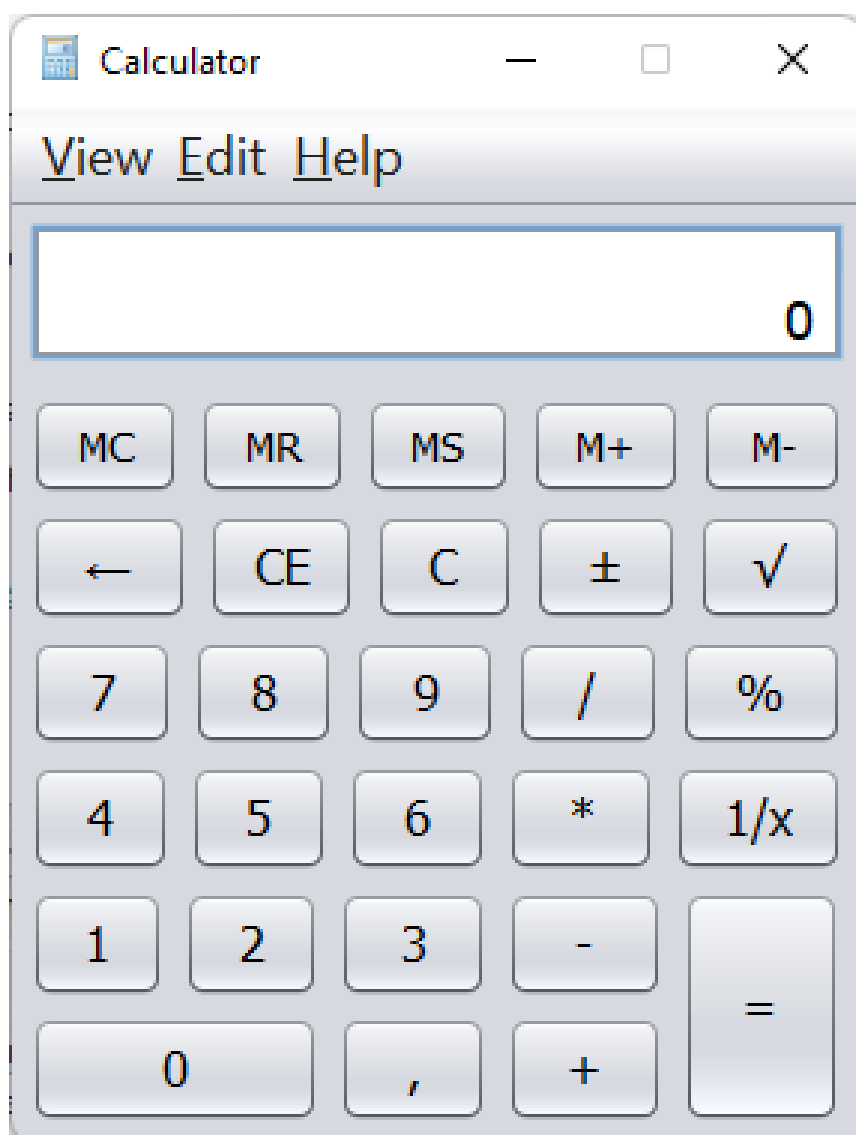 Calculator
View Edit Help
0
MC MR MS M+ M-
← CE C ± √
7 8 9 / %
4 5 6 * 1/x
1 2 3 - =
0 , +